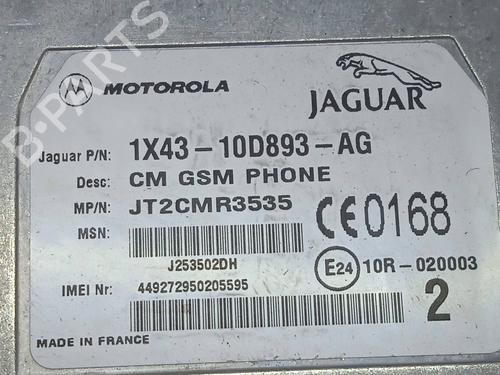 MOTOROLA
JAGUAR
Jaguar P/N: 1X43-10D893-AG
Desc: CM GSM PHONE
MP/N: JT2CMR3535
CE0168
MSN:
J253502DH
E24 10R-020003
IMEI Nr: 449272950205595
2
MADE IN FRANCE
B-PARTS